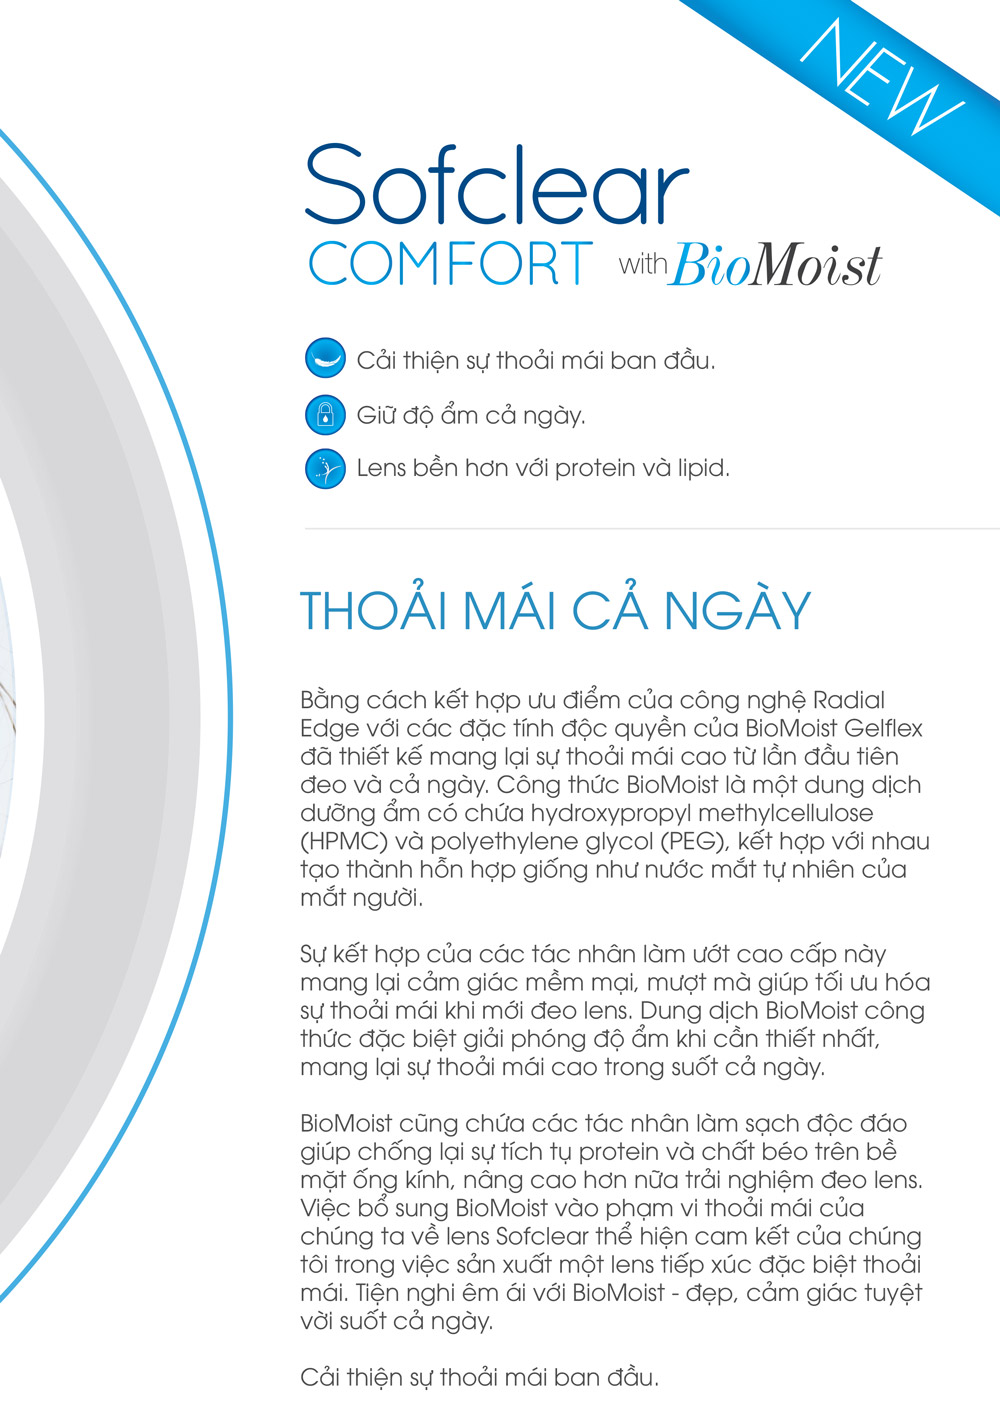 NEW
Sofclear
COMFORT with BioMoist
Cải thiện sự thoải mái ban đầu.
Giữ độ ẩm cả ngày.
Lens bền hơn với protein và lipid.
THOẢI MÁI CẢ NGÀY
Bằng cách kết hợp ưu điểm của công nghệ Radial
Edge với các đặc tính độc quyền của BioMoist Gelflex
đã thiết kế mang lại sự thoải mái cao từ lần đầu tiên
đeo và cả ngày. Công thức BioMoist là một dung dịch
dưỡng ẩm có chứa hydroxypropyl methylcellulose
(HPMC) và polyethylene glycol (PEG), kết hợp với nhau
tạo thành hỗn hợp giống như nước mắt tự nhiên của
mắt người.
Sự kết hợp của các tác nhân làm ướt cao cấp này
mang lại cảm giác mềm mại, mượt mà giúp tối ưu hóa
sự thoải mái khi mới đeo lens. Dung dịch BioMoist công
thức đặc biệt giải phóng độ ẩm khi cần thiết nhất,
mang lại sự thoải mái cao trong suốt cả ngày.
BioMoist cũng chứa các tác nhân làm sạch độc đáo
giúp chống lại sự tích tụ protein và chất béo trên bề
mặt ống kính, nâng cao hơn nữa trải nghiệm đeo lens.
Việc bổ sung BioMoist vào phạm vi thoải mái của
chúng ta về lens Sofclear thể hiện cam kết của chúng
tôi trong việc sản xuất một lens tiếp xúc đặc biệt thoải
mái. Tiện nghi êm ái với BioMoist - đẹp, cảm giác tuyệt
vời suốt cả ngày.
Cải thiện sự thoải mái ban đầu.